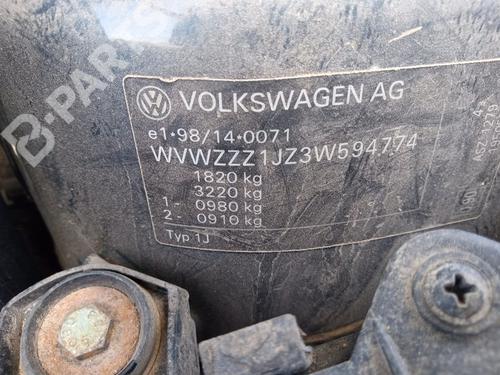 B-PARTS
VOLKSWAGEN AG
e1*98/14*0071
WVWZZZ1JZ3W594774
1820 kg
3220 kg
1- 0980 kg
2- 0910 kg
Typ 1J